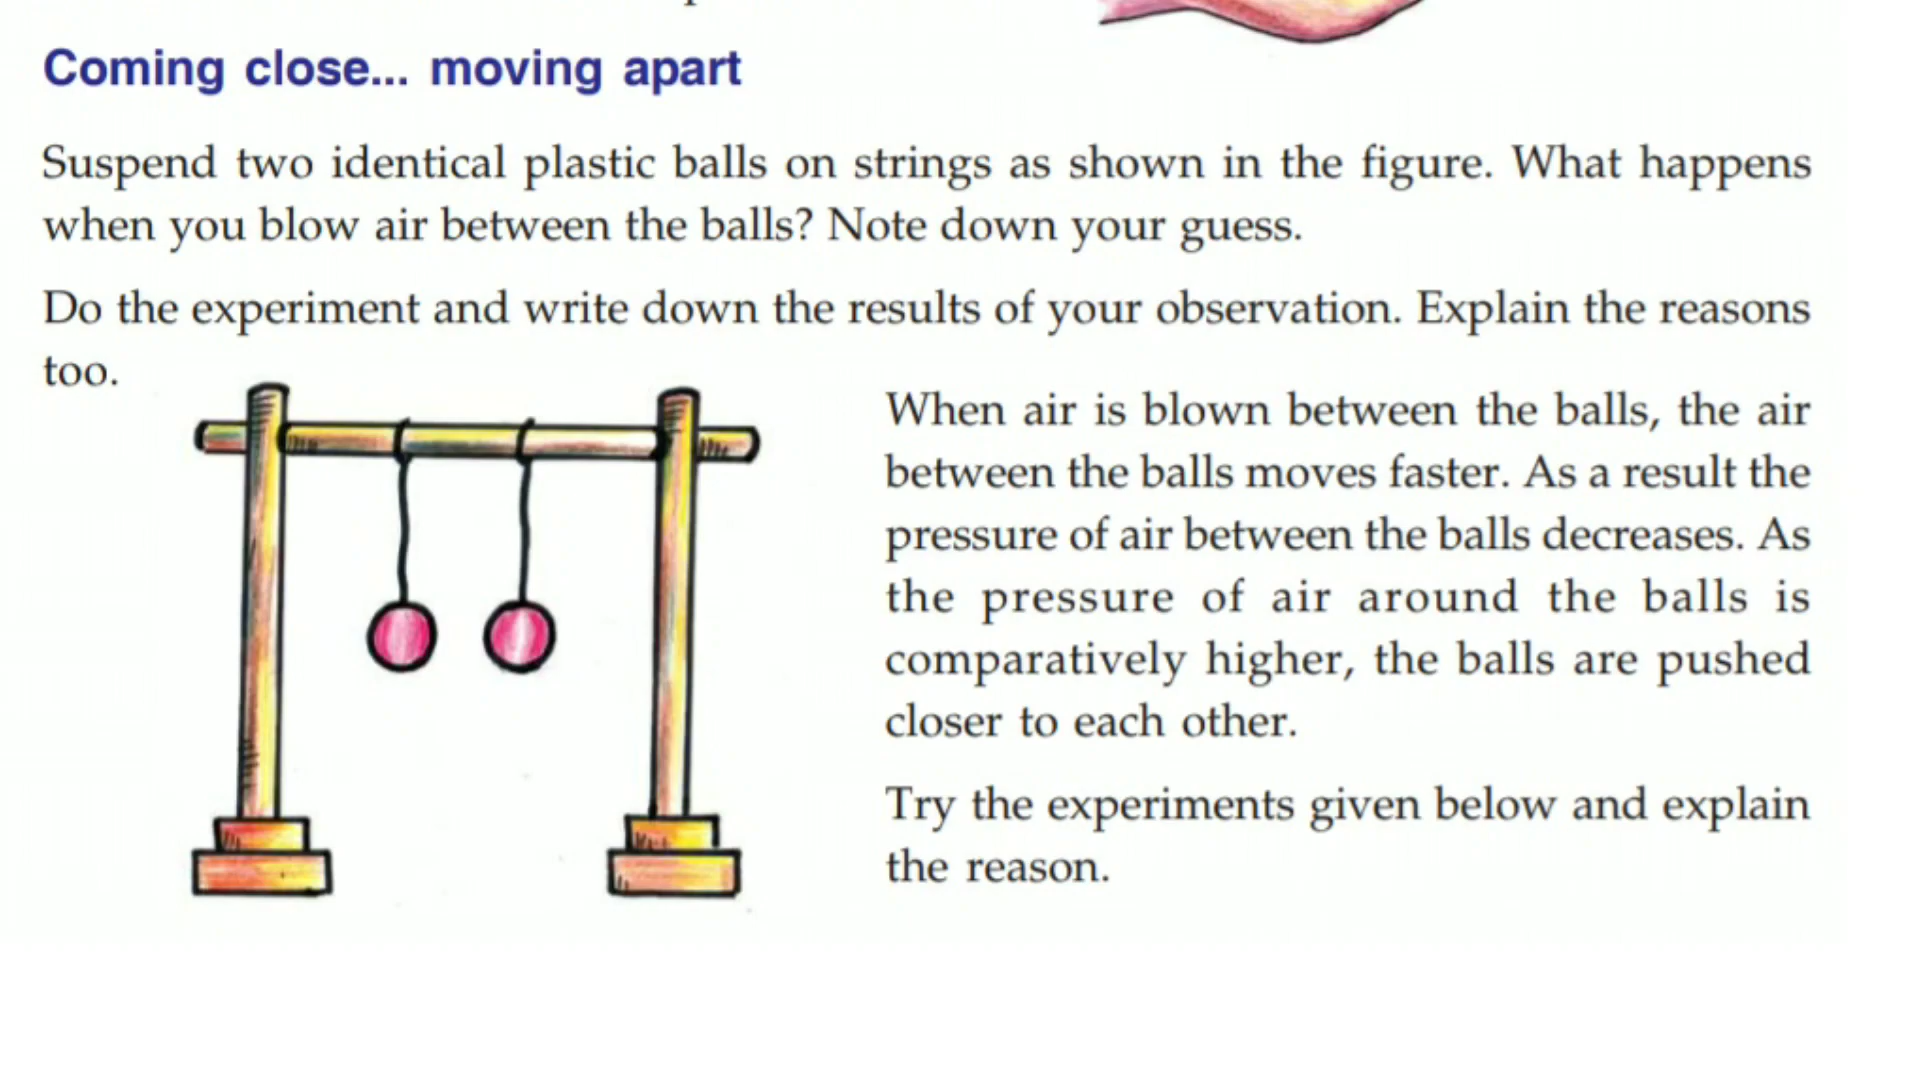 Coming close... moving apart
Suspend two identical plastic balls on strings as shown in the figure. What happens
when you blow air between the balls? Note down your guess.
Do the experiment and write down the results of your observation. Explain the reasons
too.
When air is blown between the balls, the air
between the balls moves faster. As a result the
pressure of air between the balls decreases. As
the pressure of air around the balls is
comparatively higher, the balls are pushed
closer to each other.
Try the experiments given below and explain
the reason.